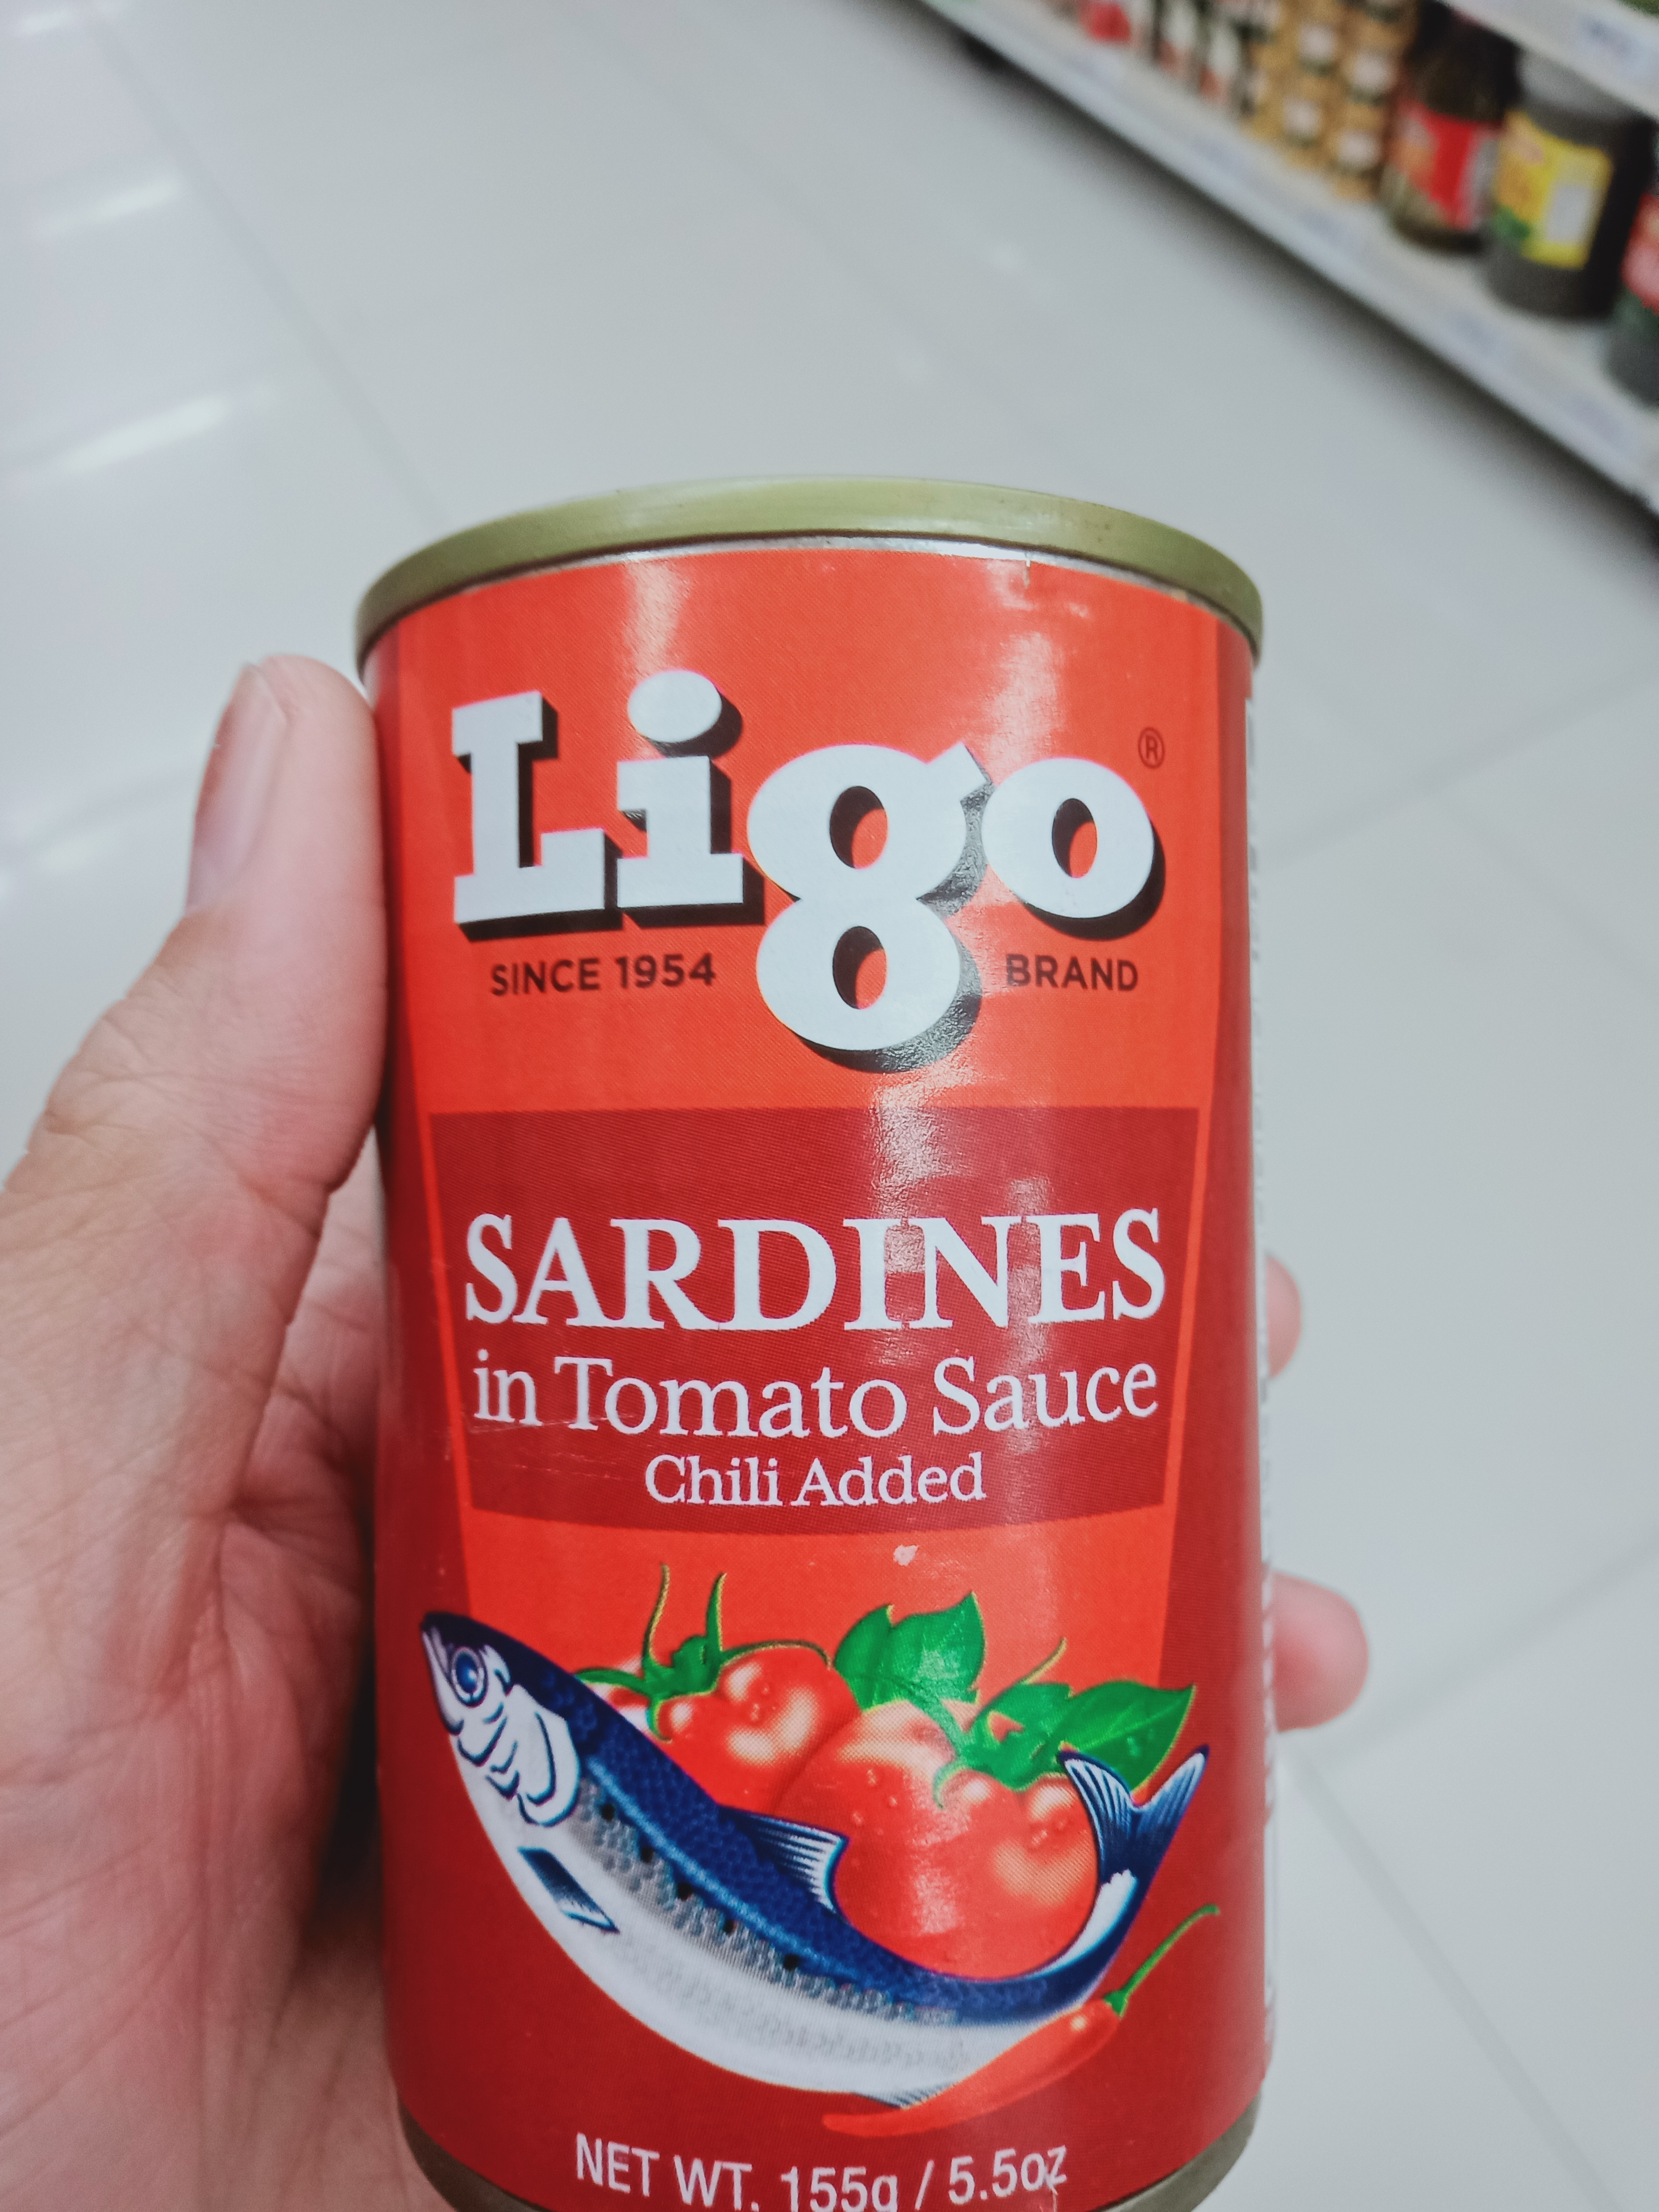 Ligo®
SINCE 1954 BRAND
SARDINES
in Tomato Sauce
Chili Added
NET WT. 155g / 5.5oz